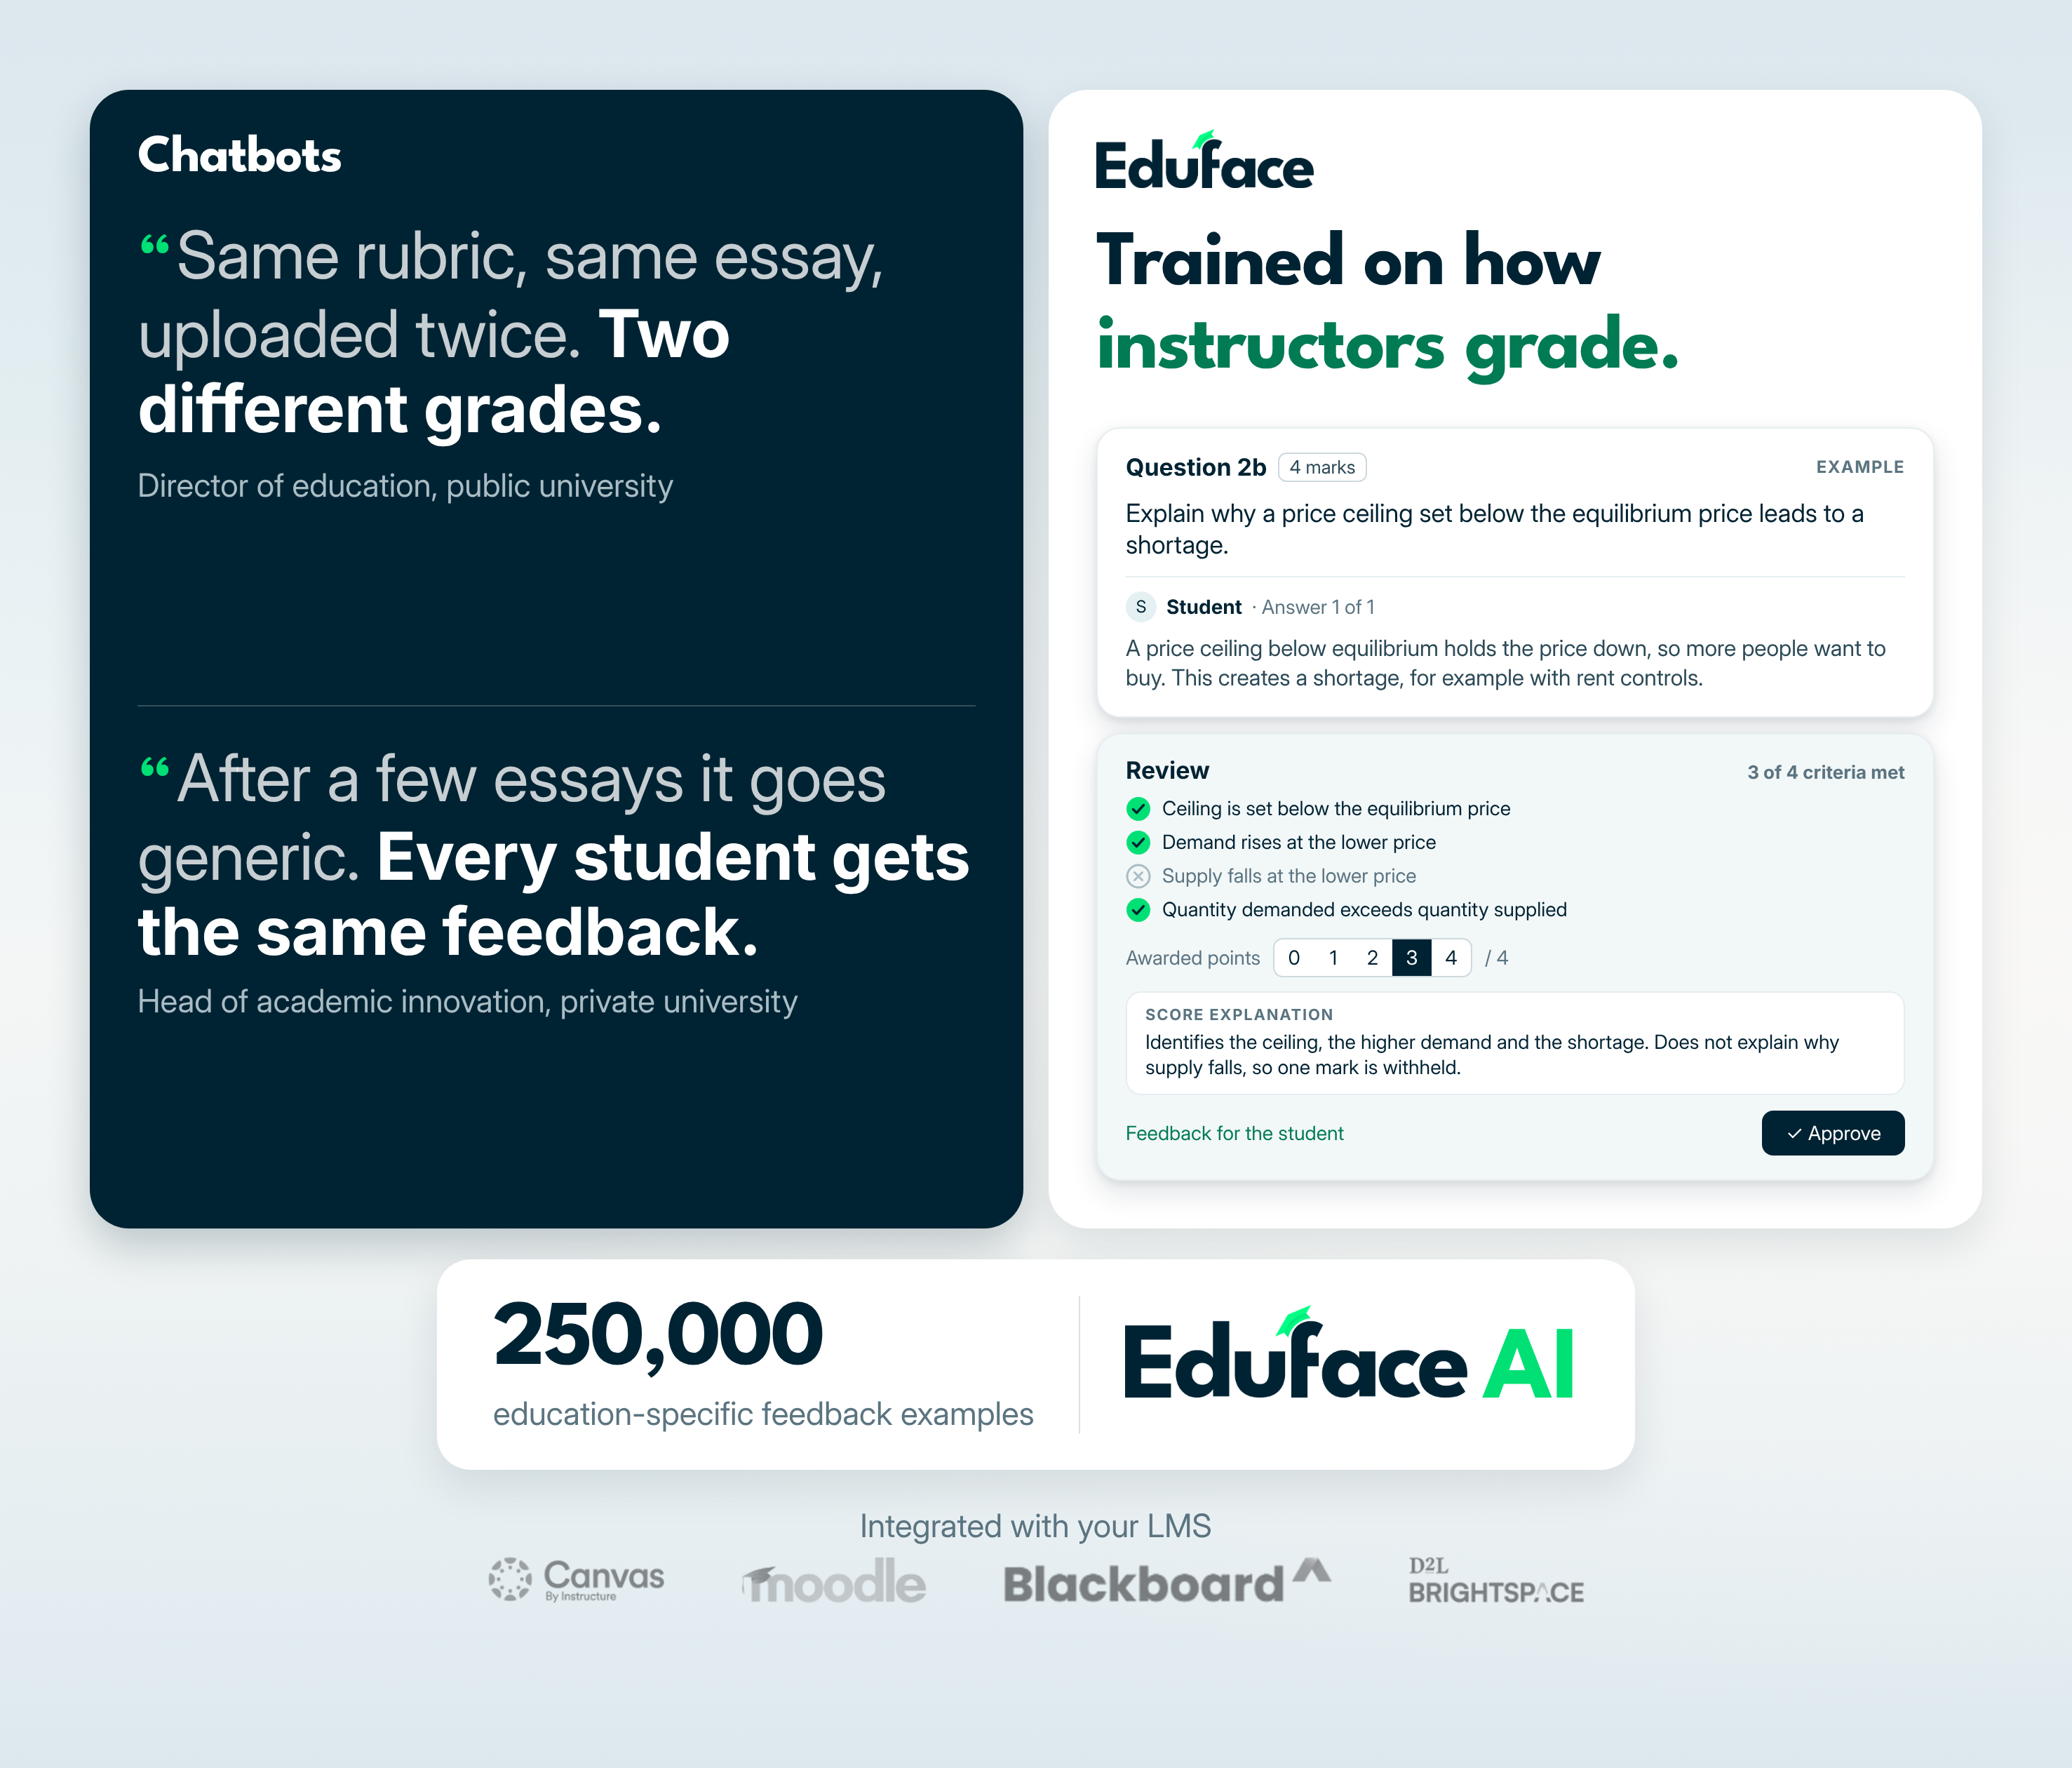 Chatbots
“Same rubric, same essay,
uploaded twice. Two
different grades.
Director of education, public university
“After a few essays it goes
generic. Every student gets
the same feedback.
Head of academic innovation, private university
Eduface
Trained on how
instructors grade.
Question 2b 4 marks EXAMPLE
Explain why a price ceiling set below the equilibrium price leads to a
shortage.
S Student · Answer 1 of 1
A price ceiling below equilibrium holds the price down, so more people want to
buy. This creates a shortage, for example with rent controls.
Review 3 of 4 criteria met
Ceiling is set below the equilibrium price
Demand rises at the lower price
Supply falls at the lower price
Quantity demanded exceeds quantity supplied
Awarded points 0 1 2 3 4 / 4
SCORE EXPLANATION
Identifies the ceiling, the higher demand and the shortage. Does not explain why
supply falls, so one mark is withheld.
Feedback for the student ✓ Approve
250,000
education-specific feedback examples
Eduface AI
Integrated with your LMS
Canvas
By Instructure
moodle
Blackboard
D2L
BRIGHTSPACE